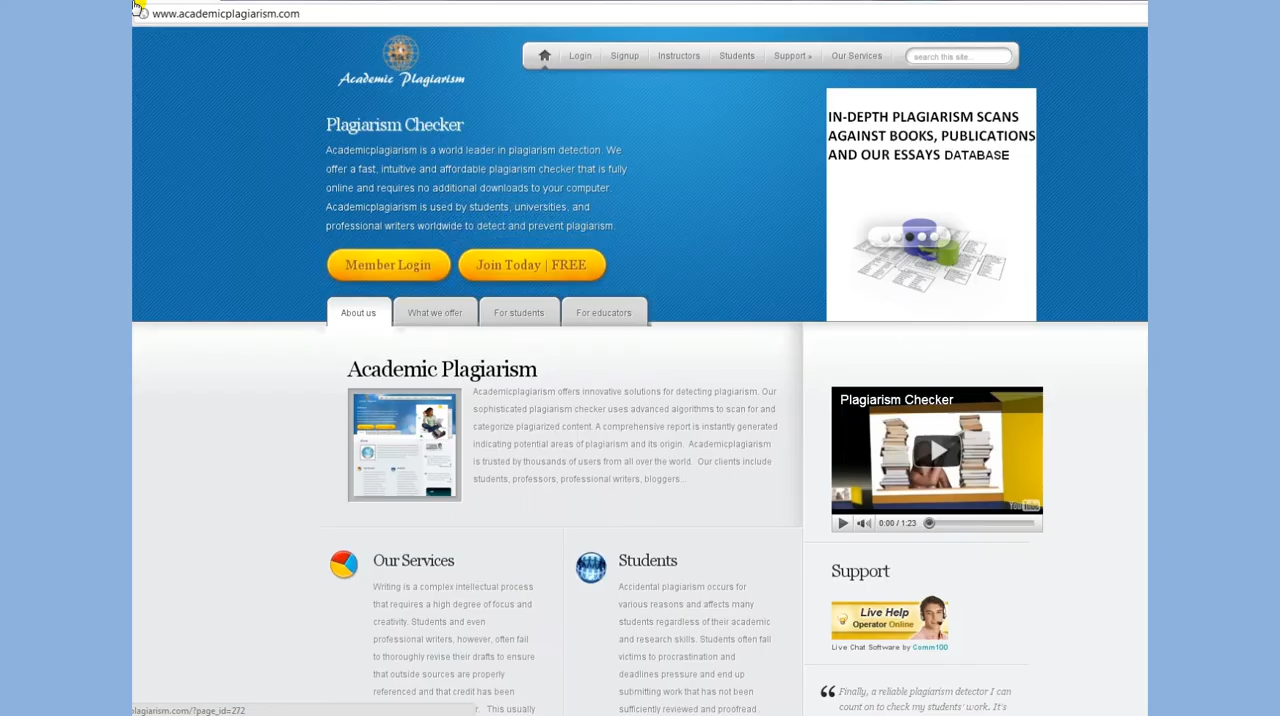 www.academicplagiarism.com
Academic Plagiarism
Login Signup Instructors Students Support » Our Services search this site...
Plagiarism Checker
Academicplagiarism is a world leader in plagiarism detection. We
offer a fast, intuitive and affordable plagiarism checker that is fully
online and requires no additional downloads to your computer.
Academicplagiarism is used by students, universities, and
professional writers worldwide to detect and prevent plagiarism.
IN-DEPTH PLAGIARISM SCANS
AGAINST BOOKS, PUBLICATIONS
AND OUR ESSAYS DATABASE
Member Login Join Today | FREE
About us What we offer For students For educators
Academic Plagiarism
Academicplagiarism offers innovative solutions for detecting plagiarism. Our
sophisticated plagiarism checker uses advanced algorithms to scan for and
categorize plagiarized content. A comprehensive report is instantly generated
indicating potential areas of plagiarism and its origin. Academicplagiarism
is trusted by thousands of users from all over the world. Our clients include
students, professors, professional writers, bloggers...
Plagiarism Checker
YouTube
0:00 / 1:23
Our Services
Writing is a complex intellectual process
that requires a high degree of focus and
creativity. Students and even
professional writers, however, often fail
to thoroughly revise their drafts to ensure
that outside sources are properly
referenced and that credit has been
r. This usually
Students
Accidental plagiarism occurs for
various reasons and affects many
students regardless of their academic
and research skills. Students often fall
victims to procrastination and
deadlines pressure and end up
submitting work that has not been
sufficiently reviewed and proofread.
Support
Live Help
Operator Online
Live Chat Software by Comm100
Finally, a reliable plagiarism detector I can
count on to check my students' work. It's
plagiarism.com/?page_id=272